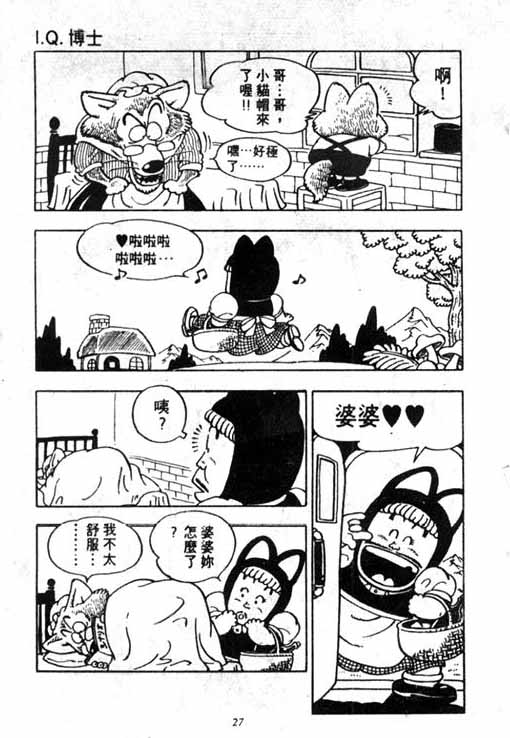 I.Q. 博士
啊！
哥…哥，
小貓帽來
了喔!!
嘿…好極
了……
♥啦啦啦
啦啦啦…
♪
♪
♪
婆婆♥♥
咦？
婆婆妳
怎麼了
？
我不太
舒服…
……
27